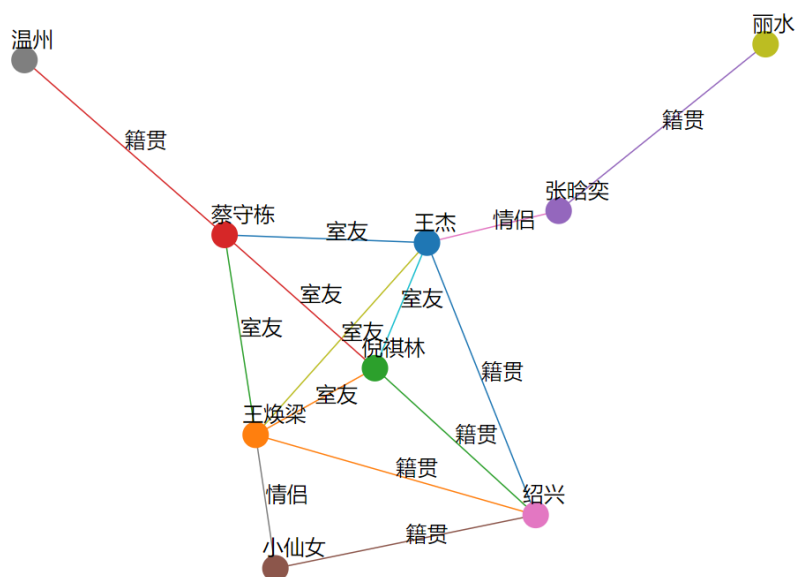 丽水
温州
籍贯
籍贯
张晗奕
蔡守栋
王杰
情侣
室友
室友
室友
室友
室友
倪祺林
籍贯
室友
王焕梁
籍贯
籍贯
情侣
绍兴
籍贯
小仙女